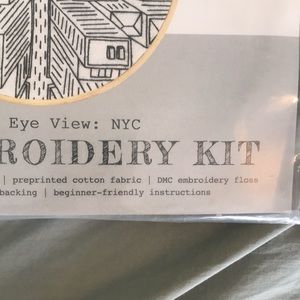 Eye View: NYC
ROIDERY KIT
| preprinted cotton fabric | DMC embroidery floss
backing | beginner-friendly instructions